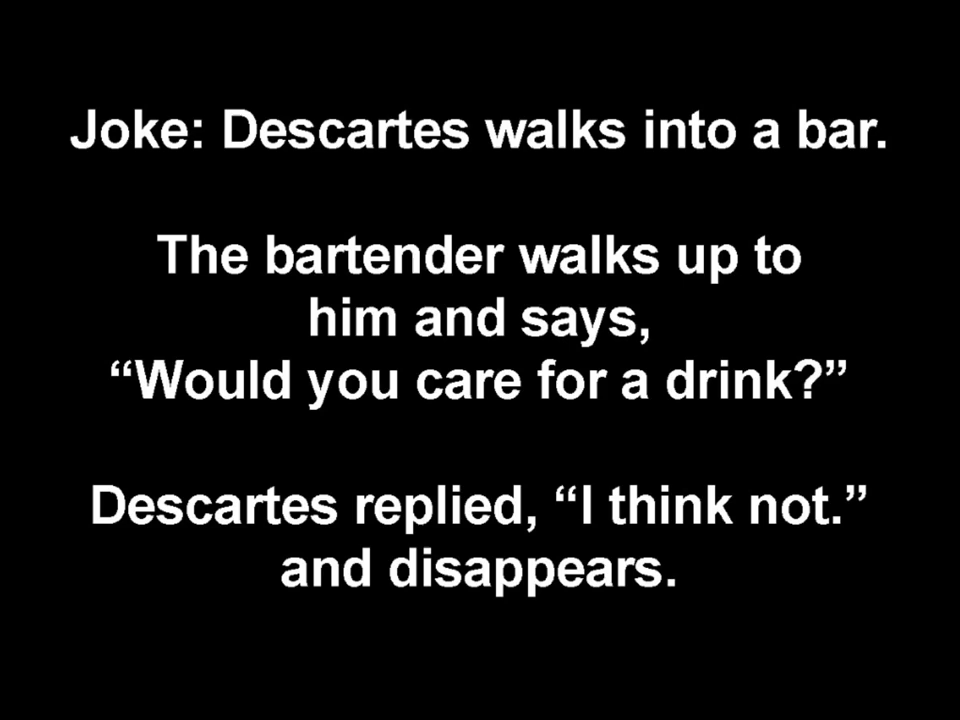 Joke: Descartes walks into a bar.
The bartender walks up to
him and says,
“Would you care for a drink?”
Descartes replied, “I think not.”
and disappears.